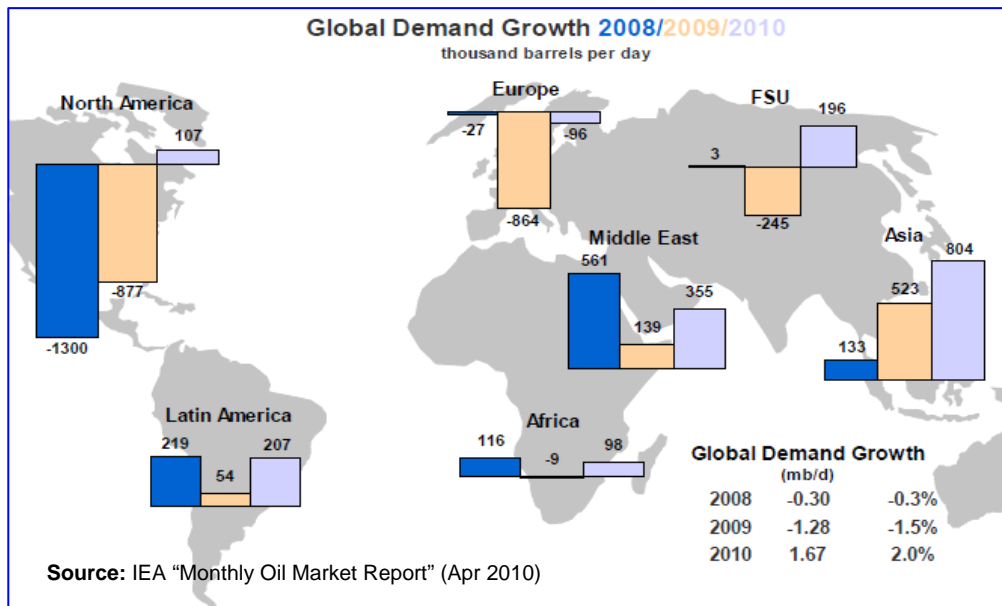 Global Demand Growth 2008/2009/2010
thousand barrels per day
North America
107
-877
-1300
Europe
-27
-96
-864
FSU
196
3
-245
Middle East
561
139
355
Asia
804
523
133
Latin America
219
54
207
Africa
116
-9
98
Global Demand Growth
(mb/d)
2008 -0.30 -0.3%
2009 -1.28 -1.5%
2010 1.67 2.0%
Source: IEA “Monthly Oil Market Report” (Apr 2010)